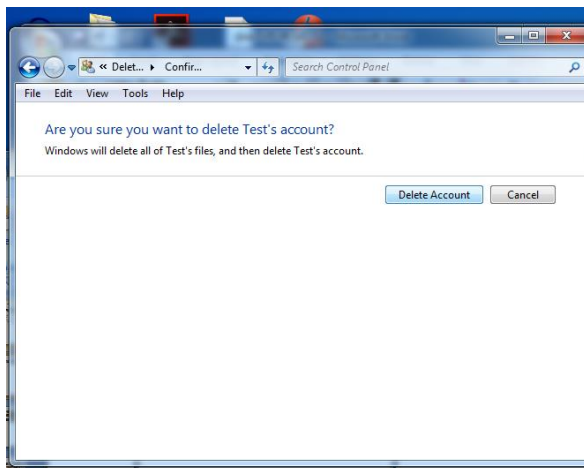 « Delet... ▸ Confir... Search Control Panel
File Edit View Tools Help
Are you sure you want to delete Test's account?
Windows will delete all of Test's files, and then delete Test's account.
Delete Account Cancel